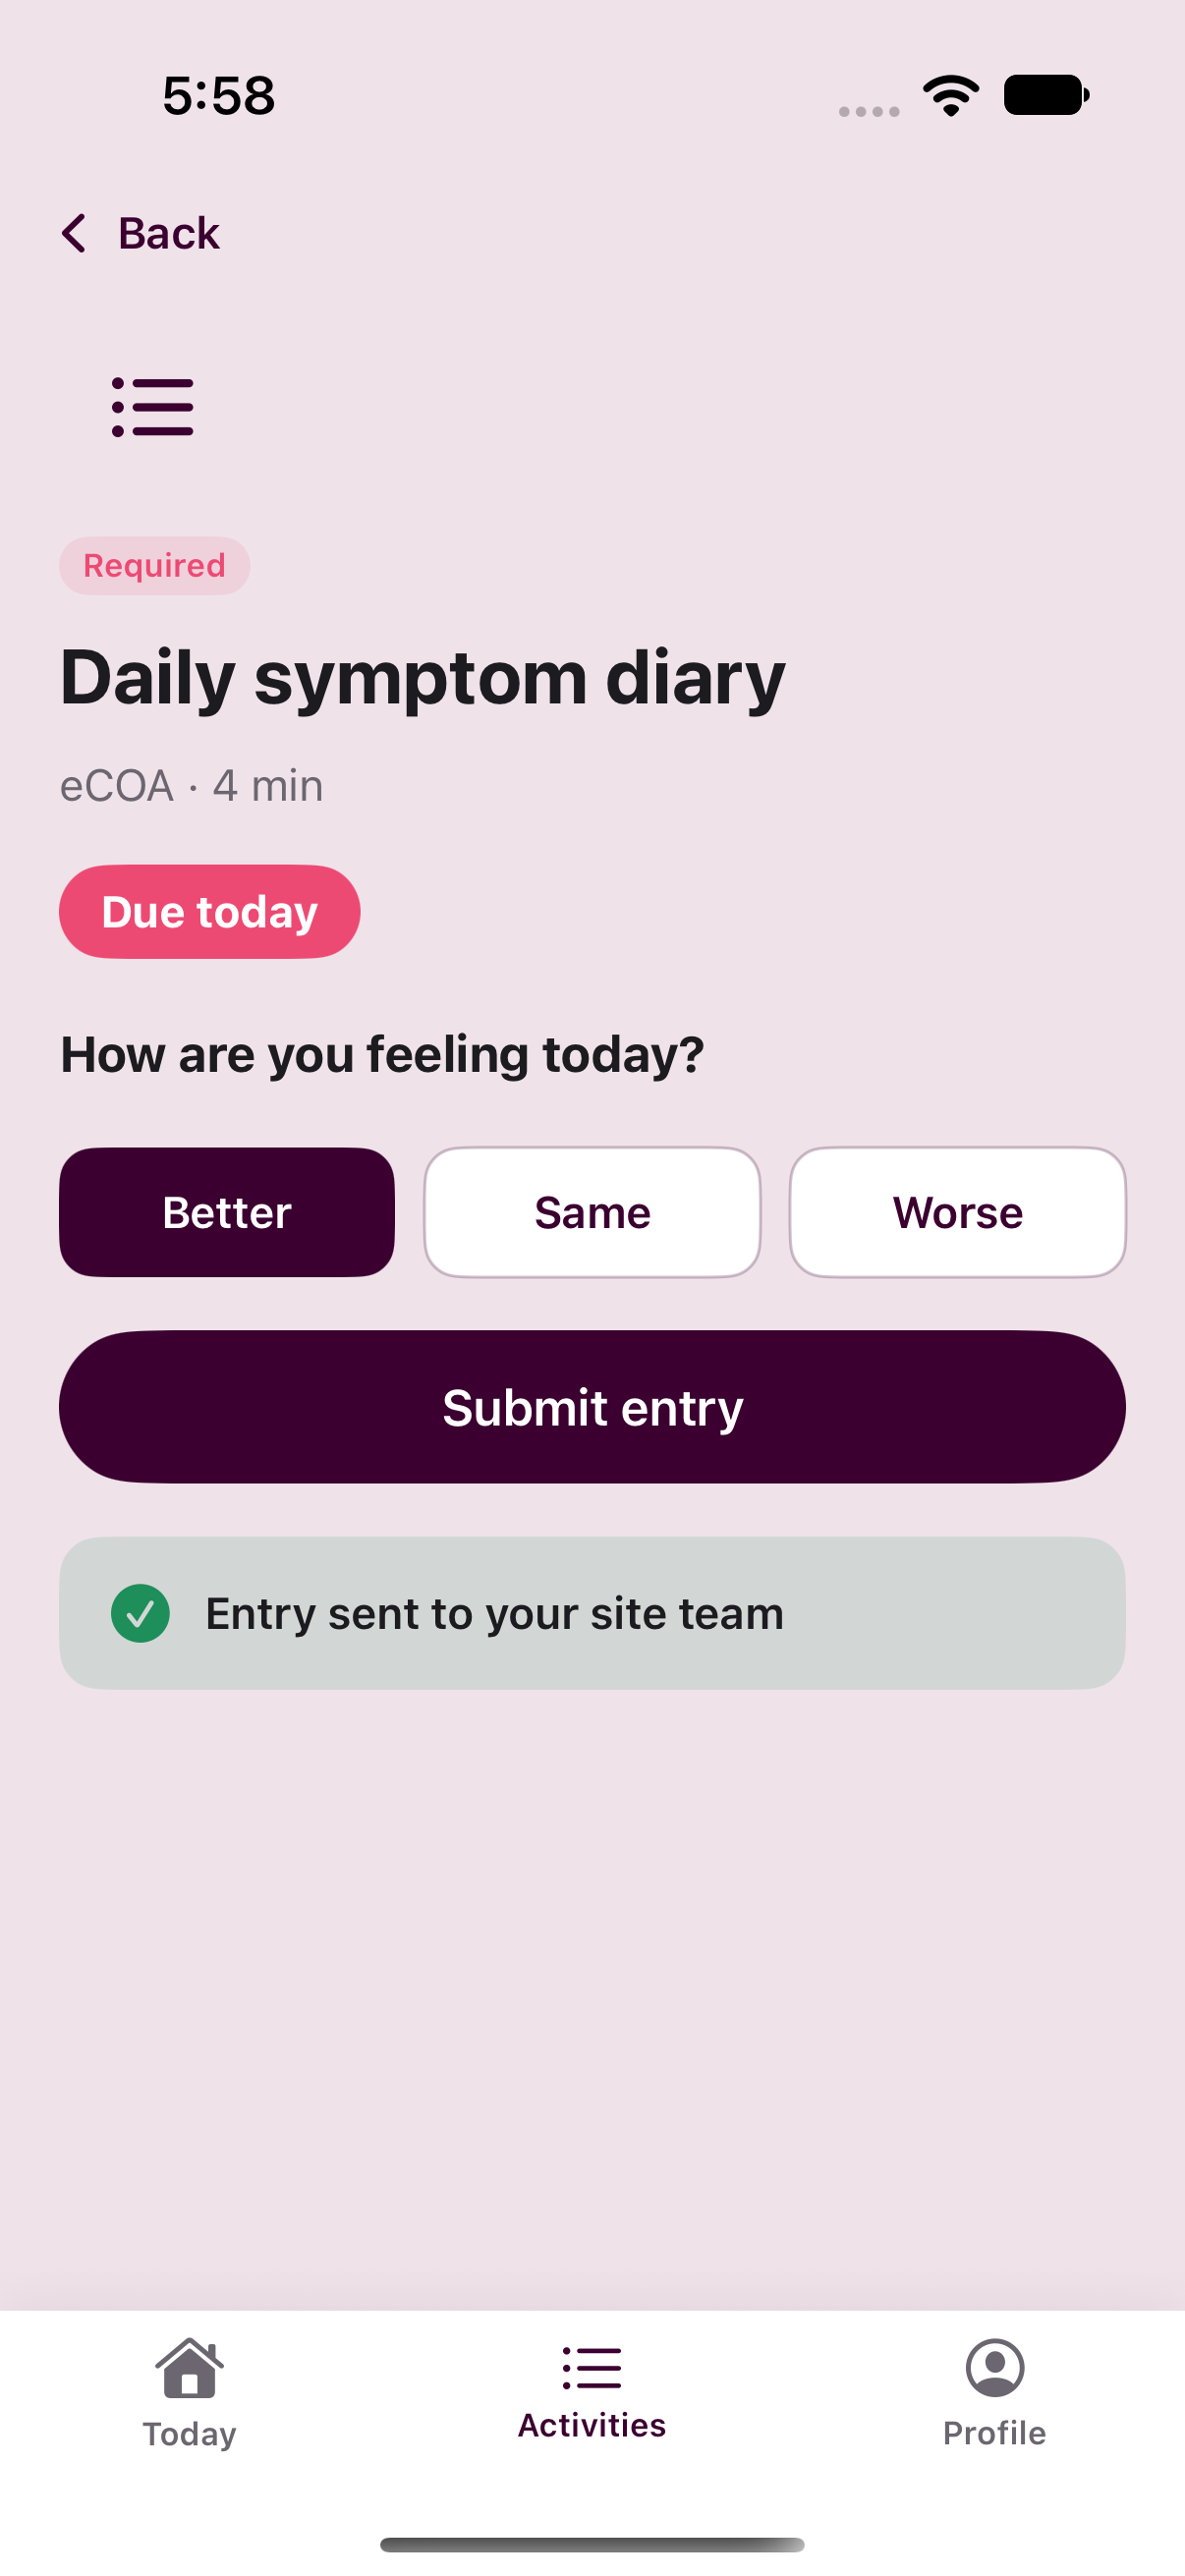 5:58
Back
Required
Daily symptom diary
eCOA · 4 min
Due today
How are you feeling today?
Better
Same
Worse
Submit entry
Entry sent to your site team
Today
Activities
Profile